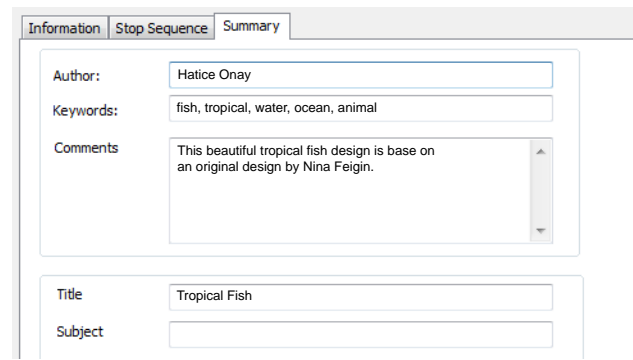 Information Stop Sequence Summary
Author: Hatice Onay
Keywords: fish, tropical, water, ocean, animal
Comments This beautiful tropical fish design is base on
an original design by Nina Feigin.
Title Tropical Fish
Subject